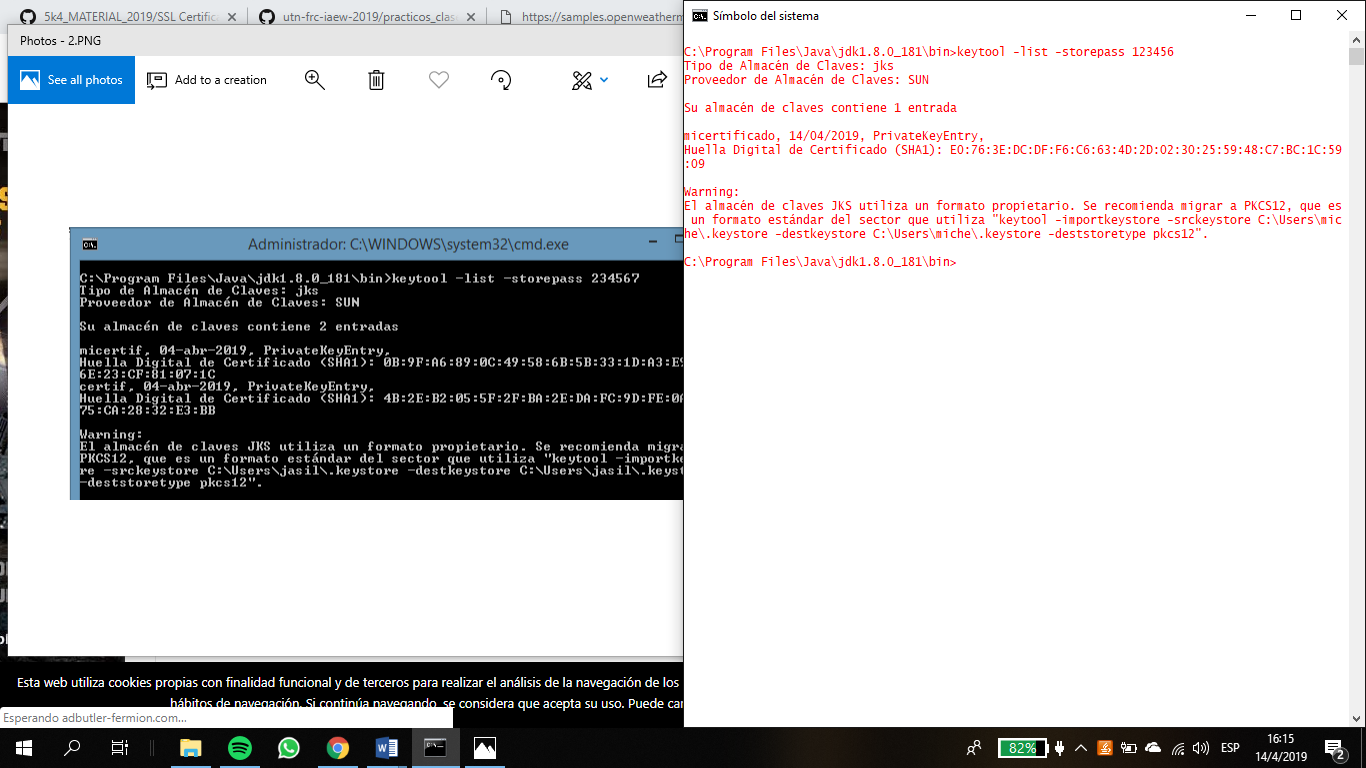 5k4_MATERIAL_2019/SSL Certific
utn-frc-iaew-2019/practicos_clas
https://samples.openweatherm
Photos - 2.PNG
See all photos
Add to a creation
Administrador: C:\WINDOWS\system32\cmd.exe
C:\Program Files\Java\jdk1.8.0_181\bin>keytool -list -storepass 234567
Tipo de Almacén de Claves: jks
Proveedor de Almacén de Claves: SUN
Su almacén de claves contiene 2 entradas
micertif, 04-abr-2019, PrivateKeyEntry,
Huella Digital de Certificado (SHA1): 0B:9F:A6:89:0C:49:58:6B:5B:33:1D:A3:E9
6E:23:CF:81:07:1C
certif, 04-abr-2019, PrivateKeyEntry,
Huella Digital de Certificado (SHA1): 4B:2E:B2:05:5F:2F:BA:2E:DA:FC:9D:FE:0A
75:CA:28:32:E3:BB
Warning:
El almacén de claves JKS utiliza un formato propietario. Se recomienda migra
PKCS12, que es un formato estándar del sector que utiliza "keytool -importke
re -srckeystore C:\Users\jasil\.keystore -destkeystore C:\Users\jasil\.keyst
-deststoretype pkcs12".
Esta web utiliza cookies propias con finalidad funcional y de terceros para realizar el análisis de la navegación de los
hábitos de navegación. Si continúa navegando, se considera que acepta su uso. Puede can
Esperando adbutler-fermion.com...
Símbolo del sistema
C:\Program Files\Java\jdk1.8.0_181\bin>keytool -list -storepass 123456
Tipo de Almacén de Claves: jks
Proveedor de Almacén de Claves: SUN
Su almacén de claves contiene 1 entrada
micertificado, 14/04/2019, PrivateKeyEntry,
Huella Digital de Certificado (SHA1): E0:76:3E:DC:DF:F6:C6:63:4D:2D:02:30:25:59:48:C7:BC:1C:59
:09
Warning:
El almacén de claves JKS utiliza un formato propietario. Se recomienda migrar a PKCS12, que es
un formato estándar del sector que utiliza "keytool -importkeystore -srckeystore C:\Users\mic
he\.keystore -destkeystore C:\Users\miche\.keystore -deststoretype pkcs12".
C:\Program Files\Java\jdk1.8.0_181\bin>
82%
ESP
16:15
14/4/2019
2